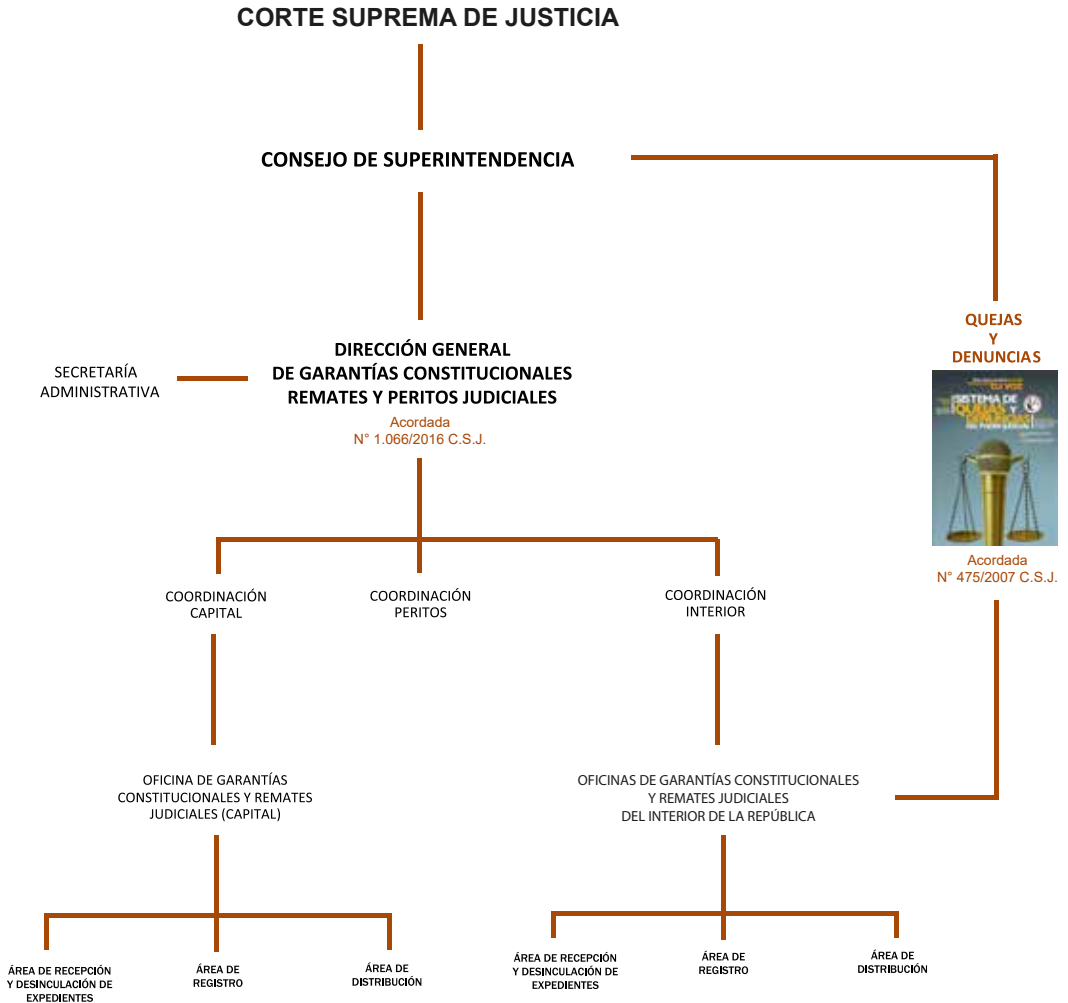 CORTE SUPREMA DE JUSTICIA
CONSEJO DE SUPERINTENDENCIA
QUEJAS
Y
DENUNCIAS
SISTEMA DE
QUEJAS Y
DENUNCIAS
Acordada
N° 475/2007 C.S.J.
SECRETARÍA
ADMINISTRATIVA
DIRECCIÓN GENERAL
DE GARANTÍAS CONSTITUCIONALES
REMATES Y PERITOS JUDICIALES
Acordada
N° 1.066/2016 C.S.J.
COORDINACIÓN
CAPITAL
COORDINACIÓN
PERITOS
COORDINACIÓN
INTERIOR
OFICINA DE GARANTÍAS
CONSTITUCIONALES Y REMATES
JUDICIALES (CAPITAL)
OFICINAS DE GARANTÍAS CONSTITUCIONALES
Y REMATES JUDICIALES
DEL INTERIOR DE LA REPÚBLICA
ÁREA DE RECEPCIÓN
Y DESINCULACIÓN DE
EXPEDIENTES
ÁREA DE
REGISTRO
ÁREA DE
DISTRIBUCIÓN
ÁREA DE RECEPCIÓN
Y DESINCULACIÓN DE
EXPEDIENTES
ÁREA DE
REGISTRO
ÁREA DE
DISTRIBUCIÓN